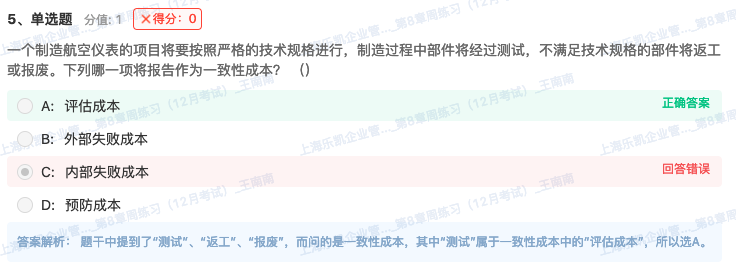 5、单选题 分值: 1 ×得分：0
一个制造航空仪表的项目将要按照严格的技术规格进行，制造过程中部件将经过测试，不满足技术规格的部件将返工
或报废。下列哪一项将报告作为一致性成本？（）
A: 评估成本 正确答案
B: 外部失败成本
C: 内部失败成本 回答错误
D: 预防成本
答案解析： 题干中提到了“测试”、“返工”、“报废”，而问的是一致性成本，其中“测试”属于一致性成本中的“评估成本”，所以选A。
上海乐凯企业管..._第8章周练习（12月考试）_王南南